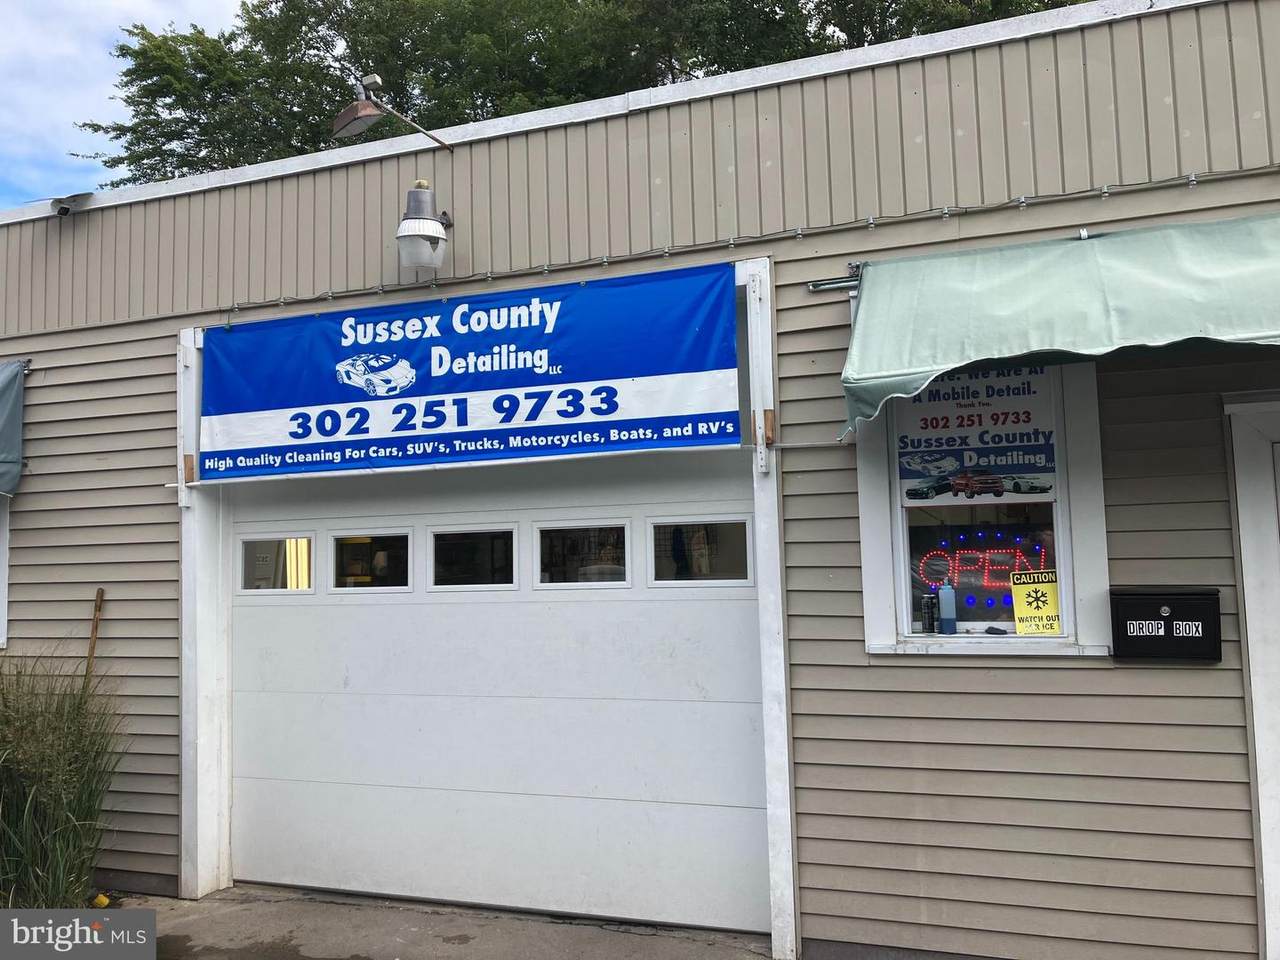 Sussex County
Detailing LLC
302 251 9733
High Quality Cleaning For Cars, SUV's, Trucks, Motorcycles, Boats, and RV's
We Are At
A Mobile Detail.
Thank You.
302 251 9733
Sussex County
Detailing LLC
OPEN
CAUTION
WATCH OUT
FOR ICE
DROP BOX
bright MLS